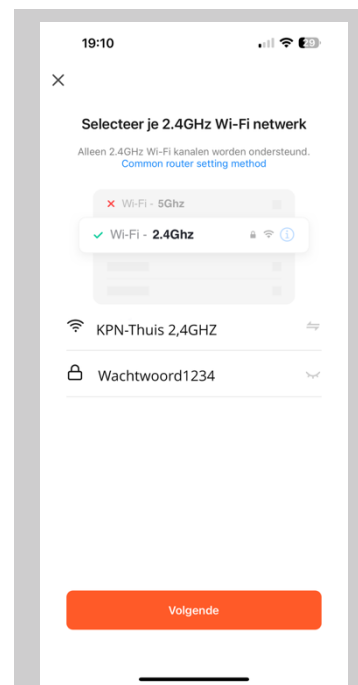 19:10
29
Selecteer je 2.4GHz Wi-Fi netwerk
Alleen 2.4GHz Wi-Fi kanalen worden ondersteund.
Common router setting method
Wi-Fi - 5Ghz
Wi-Fi - 2.4Ghz
KPN-Thuis 2,4GHZ
Wachtwoord1234
Volgende